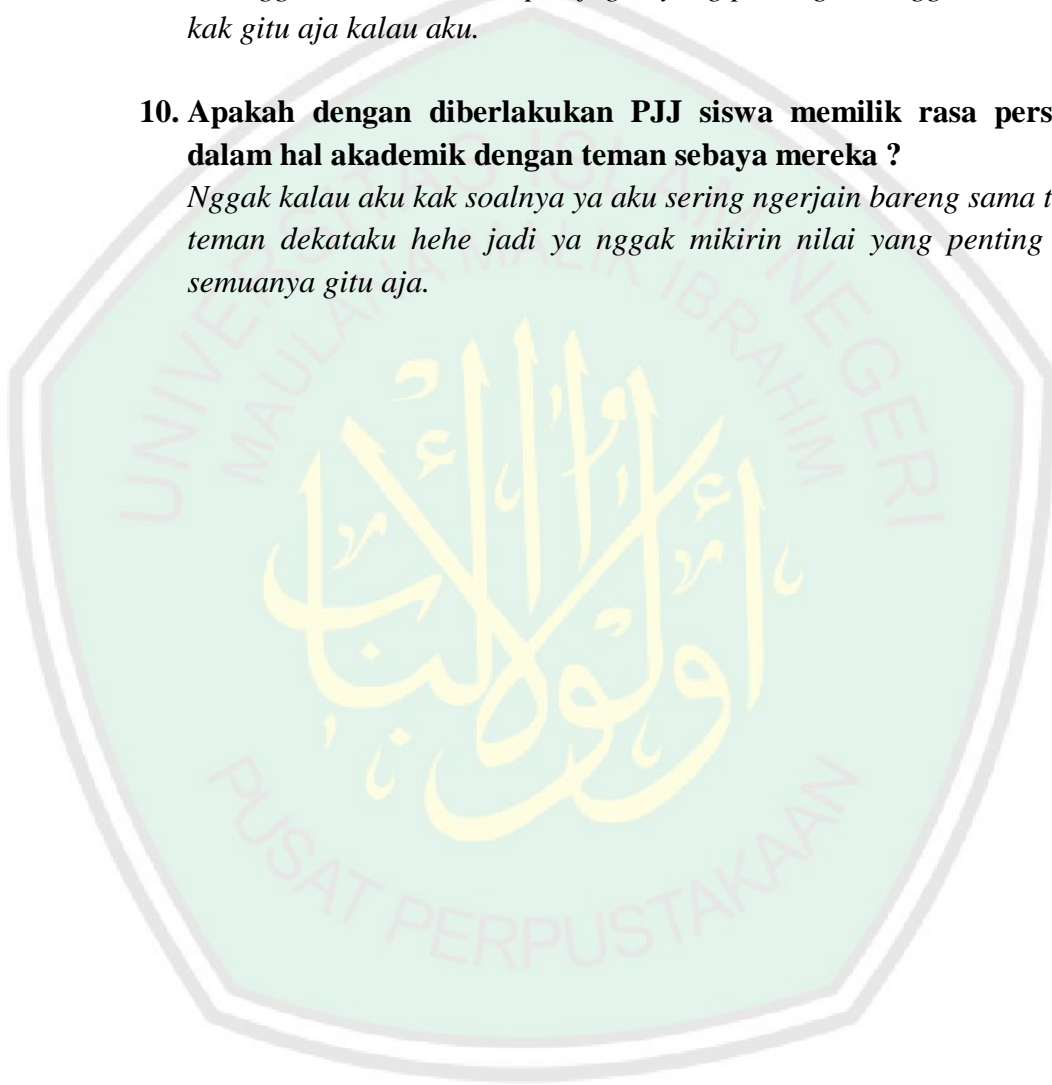 kak gitu aja kalau aku.
10. Apakah dengan diberlakukan PJJ siswa memilik rasa pers
dalam hal akademik dengan teman sebaya mereka ?
Nggak kalau aku kak soalnya ya aku sering ngerjain bareng sama t
teman dekataku hehe jadi ya nggak mikirin nilai yang penting
semuanya gitu aja.
UNIVERSITAS ISLAM NEGERI
MAULANA MALIK IBRAHIM
أولوا الألباب
PUSAT PERPUSTAKAAN